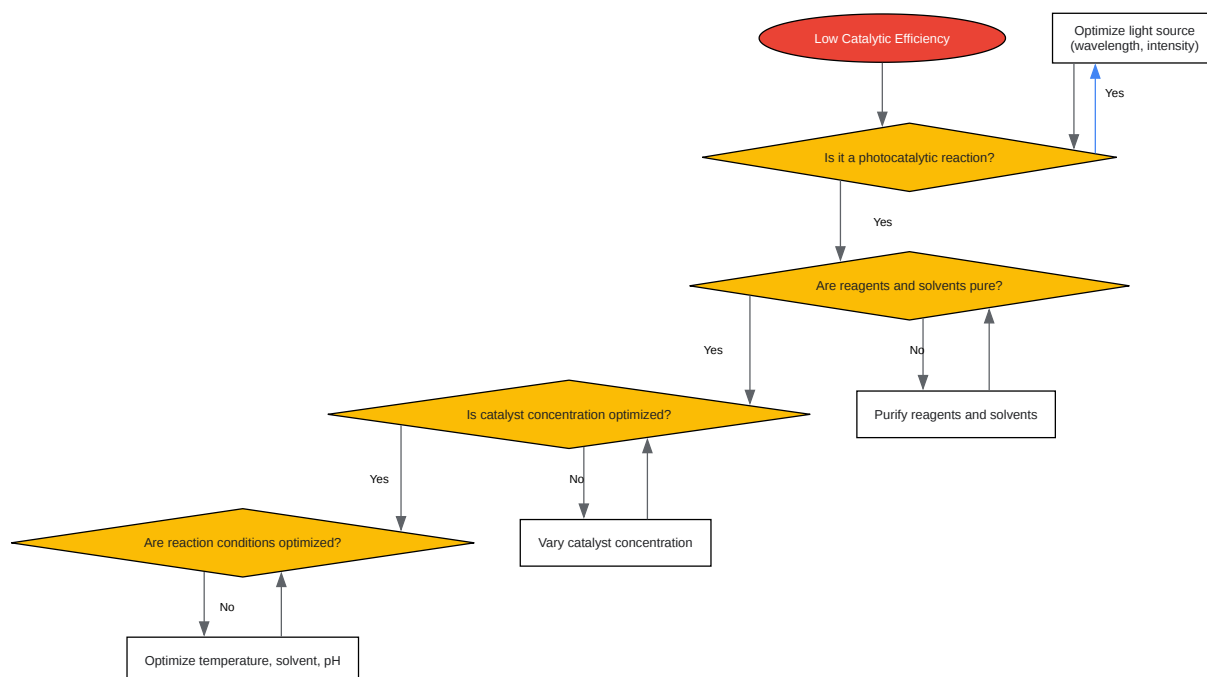 Low Catalytic Efficiency
Optimize light source
(wavelength, intensity)
Yes
Is it a photocatalytic reaction?
Yes
Are reagents and solvents pure?
Yes
No
Is catalyst concentration optimized?
Purify reagents and solvents
Yes
No
Are reaction conditions optimized?
Vary catalyst concentration
No
Optimize temperature, solvent, pH